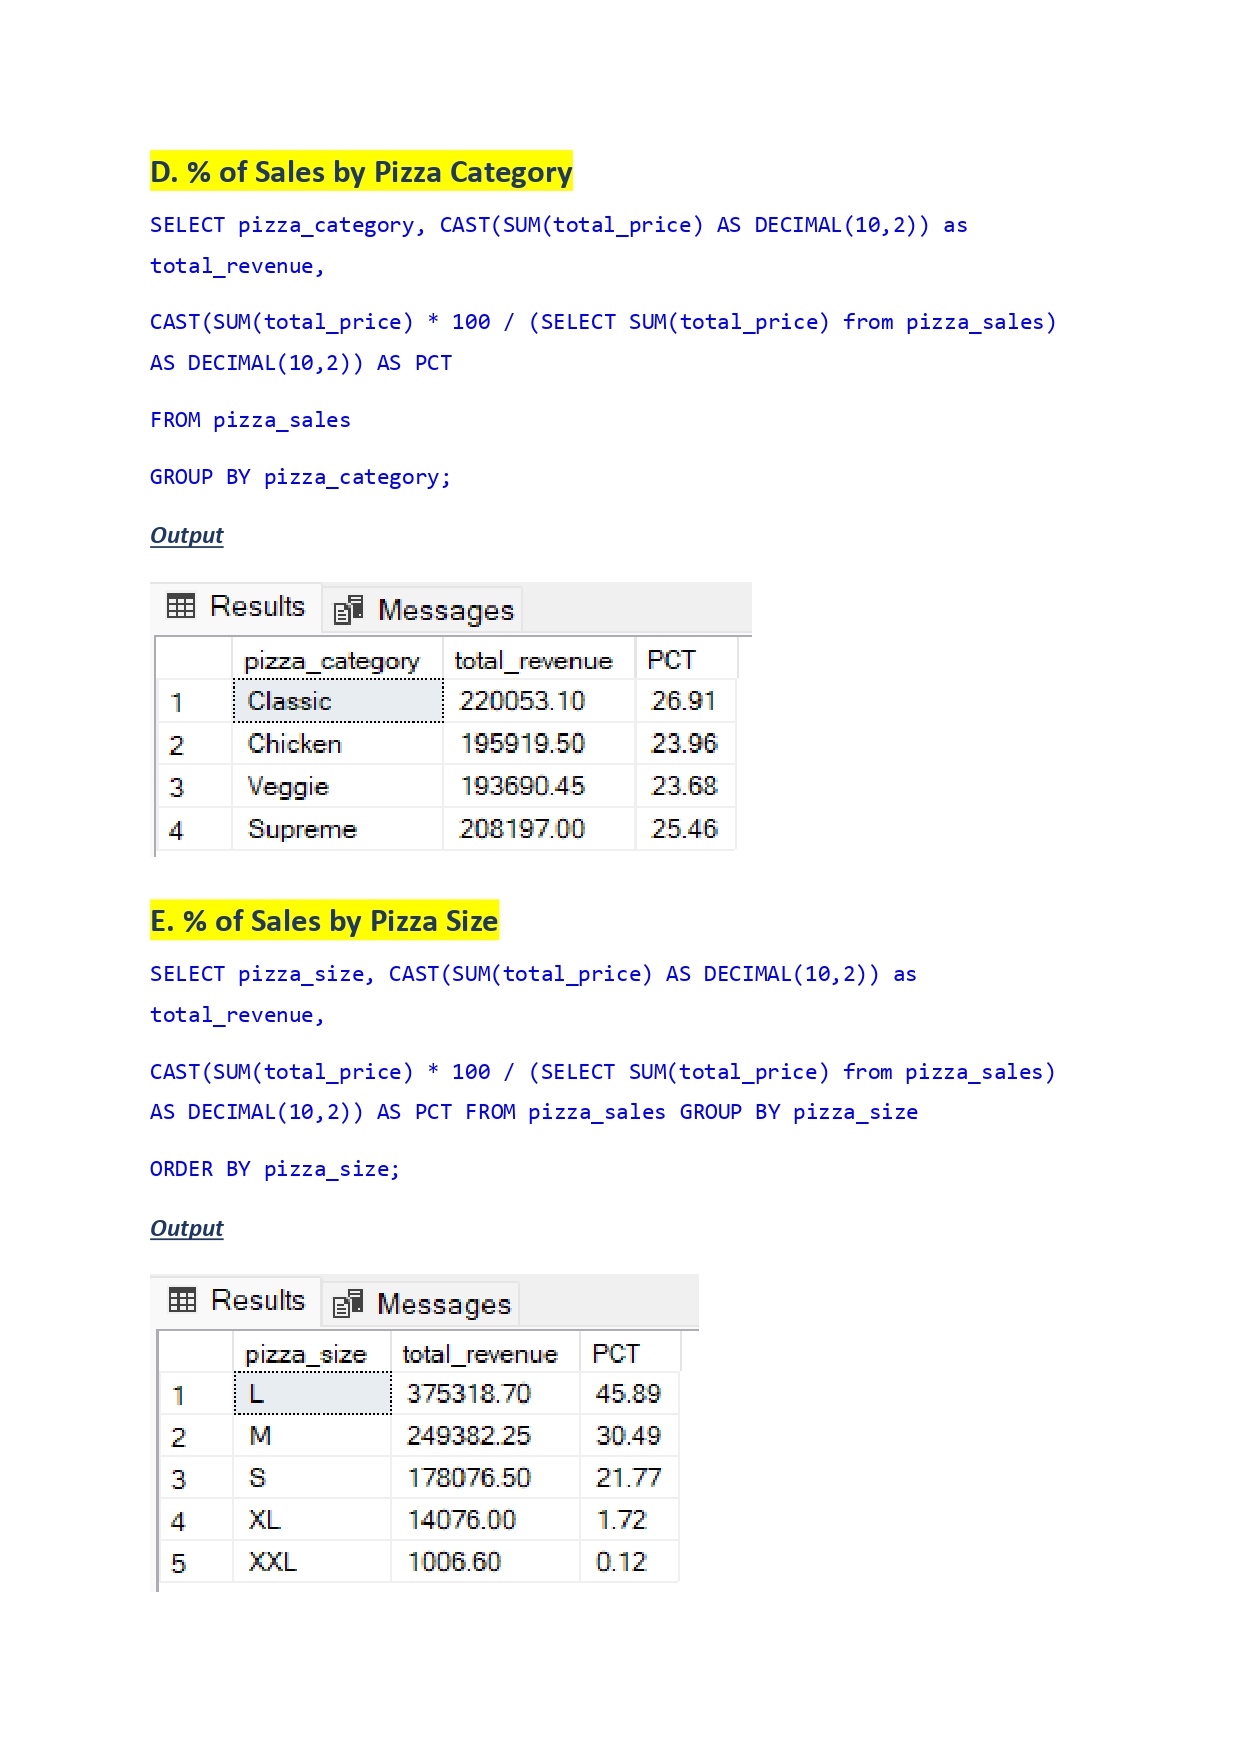 D. % of Sales by Pizza Category
SELECT pizza_category, CAST(SUM(total_price) AS DECIMAL(10,2)) as
total_revenue,
CAST(SUM(total_price) * 100 / (SELECT SUM(total_price) from pizza_sales)
AS DECIMAL(10,2)) AS PCT
FROM pizza_sales
GROUP BY pizza_category;
Output
Results Messages
pizza_category total_revenue PCT
1 Classic 220053.10 26.91
2 Chicken 195919.50 23.96
3 Veggie 193690.45 23.68
4 Supreme 208197.00 25.46
E. % of Sales by Pizza Size
SELECT pizza_size, CAST(SUM(total_price) AS DECIMAL(10,2)) as
total_revenue,
CAST(SUM(total_price) * 100 / (SELECT SUM(total_price) from pizza_sales)
AS DECIMAL(10,2)) AS PCT FROM pizza_sales GROUP BY pizza_size
ORDER BY pizza_size;
Output
Results Messages
pizza_size total_revenue PCT
1 L 375318.70 45.89
2 M 249382.25 30.49
3 S 178076.50 21.77
4 XL 14076.00 1.72
5 XXL 1006.60 0.12